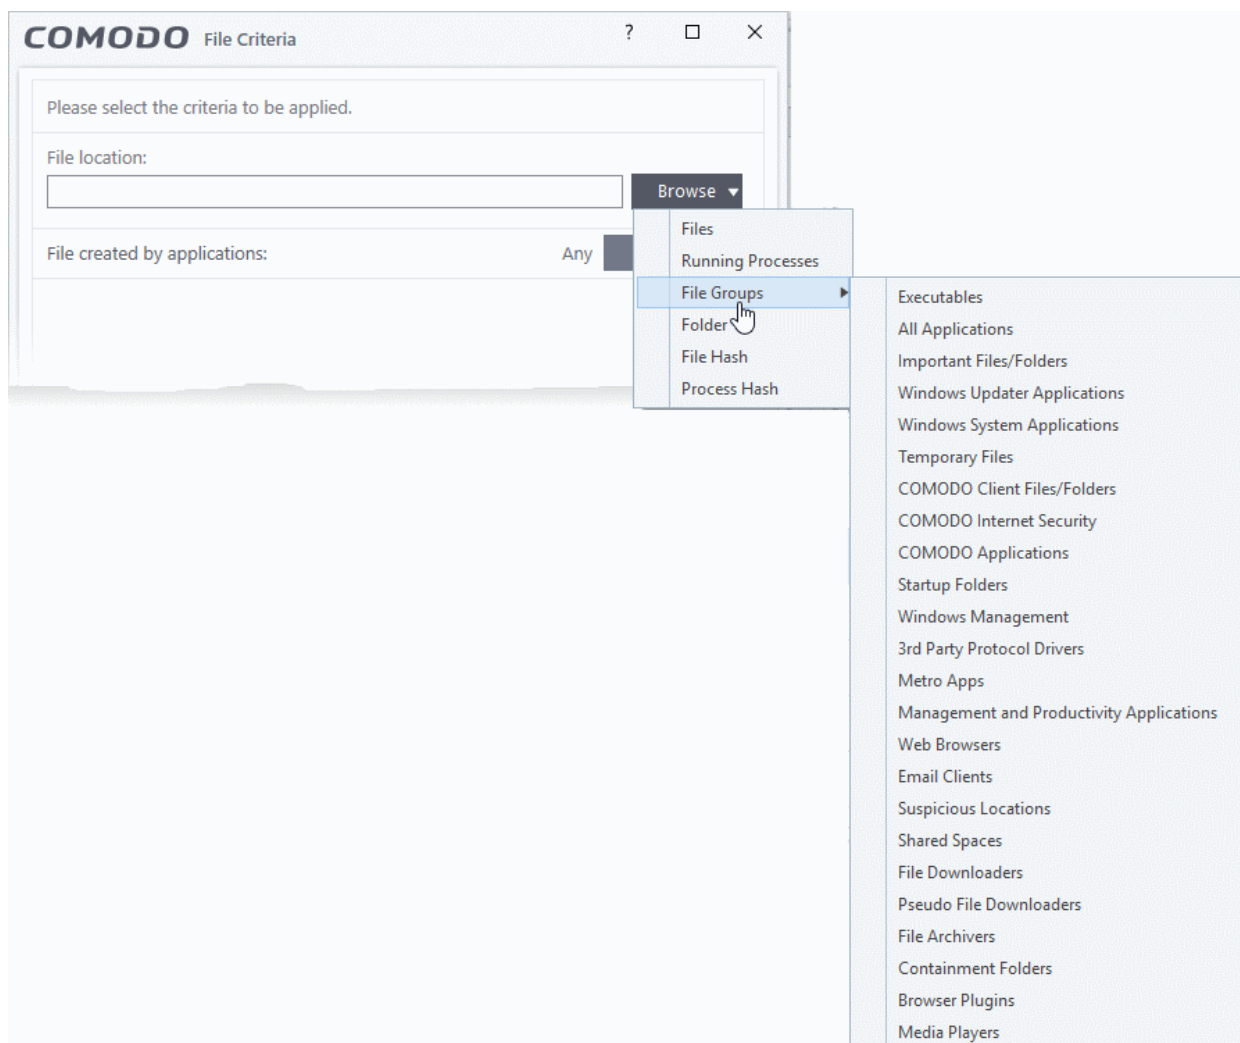 COMODO File Criteria ?
Please select the criteria to be applied.
File location:
Browse
File created by applications: Any
Files
Running Processes
File Groups
Folder
File Hash
Process Hash
Executables
All Applications
Important Files/Folders
Windows Updater Applications
Windows System Applications
Temporary Files
COMODO Client Files/Folders
COMODO Internet Security
COMODO Applications
Startup Folders
Windows Management
3rd Party Protocol Drivers
Metro Apps
Management and Productivity Applications
Web Browsers
Email Clients
Suspicious Locations
Shared Spaces
File Downloaders
Pseudo File Downloaders
File Archivers
Containment Folders
Browser Plugins
Media Players